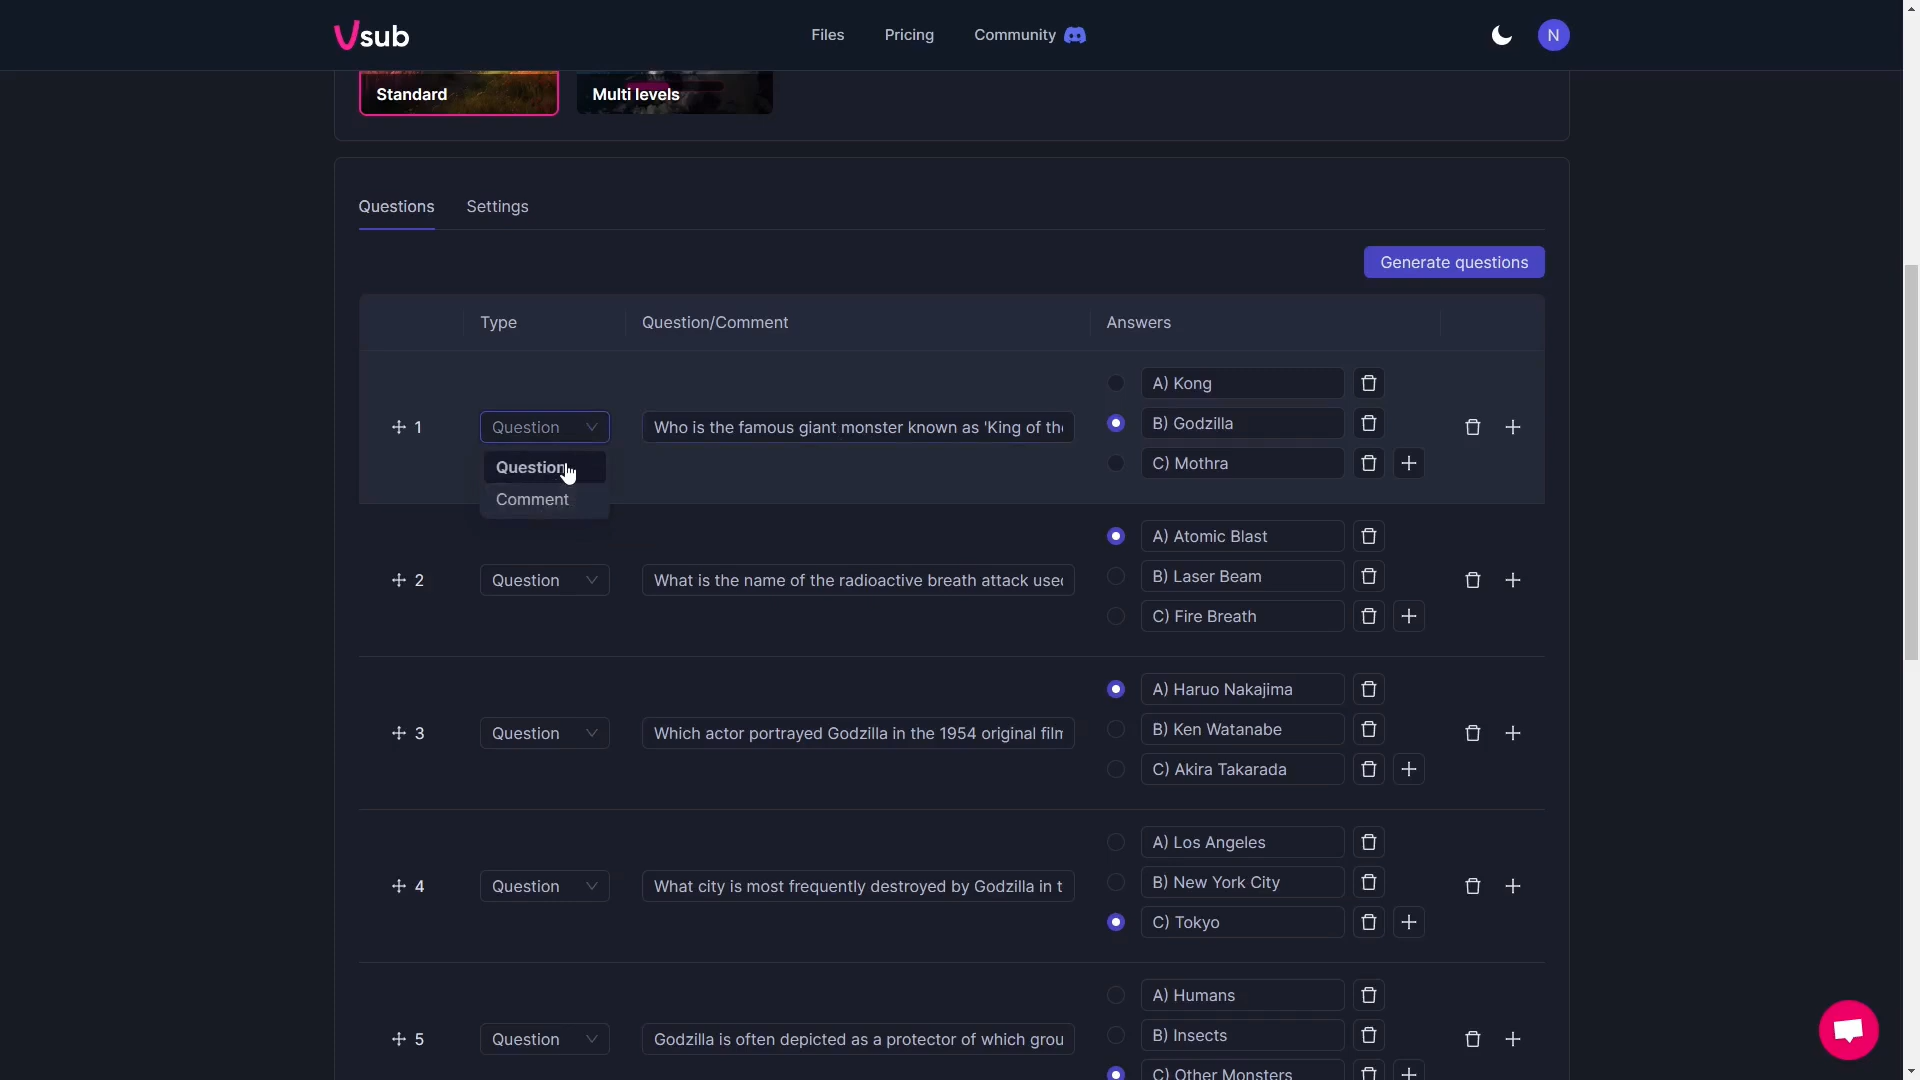 Vsub Files Pricing Community N
Standard Multi levels
Questions Settings
Generate questions
Type Question/Comment Answers
1 Question Who is the famous giant monster known as 'King of the
A) Kong
B) Godzilla
C) Mothra
Question
Comment
2 Question What is the name of the radioactive breath attack used
A) Atomic Blast
B) Laser Beam
C) Fire Breath
3 Question Which actor portrayed Godzilla in the 1954 original film
A) Haruo Nakajima
B) Ken Watanabe
C) Akira Takarada
4 Question What city is most frequently destroyed by Godzilla in t
A) Los Angeles
B) New York City
C) Tokyo
5 Question Godzilla is often depicted as a protector of which grou
A) Humans
B) Insects
C) Other Monsters